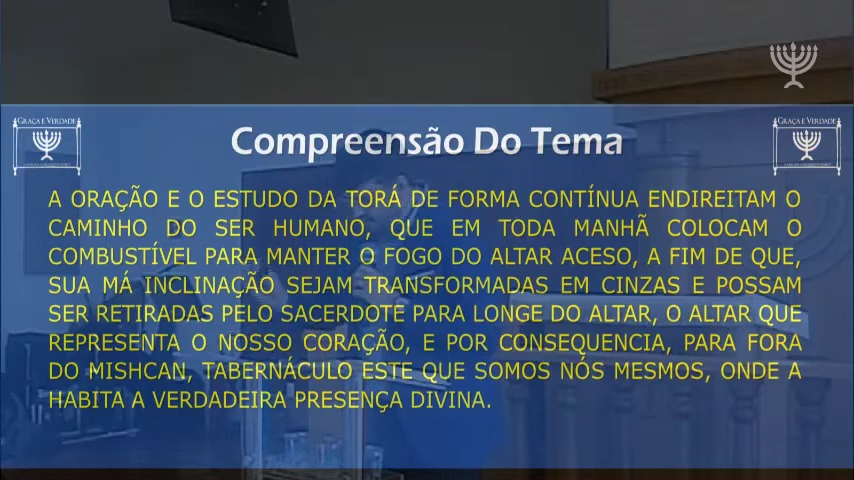 GRAÇA E VERDADE
GRAÇA E VERDADE
Compreensão Do Tema
A ORAÇÃO E O ESTUDO DA TORÁ DE FORMA CONTÍNUA ENDIREITAM O
CAMINHO DO SER HUMANO, QUE EM TODA MANHÃ COLOCAM O
COMBUSTÍVEL PARA MANTER O FOGO DO ALTAR ACESO, A FIM DE QUE,
SUA MÁ INCLINAÇÃO SEJAM TRANSFORMADAS EM CINZAS E POSSAM
SER RETIRADAS PELO SACERDOTE PARA LONGE DO ALTAR, O ALTAR QUE
REPRESENTA O NOSSO CORAÇÃO, E POR CONSEQUENCIA, PARA FORA
DO MISHCAN, TABERNÁCULO ESTE QUE SOMOS NÓS MESMOS, ONDE A
HABITA A VERDADEIRA PRESENÇA DIVINA.